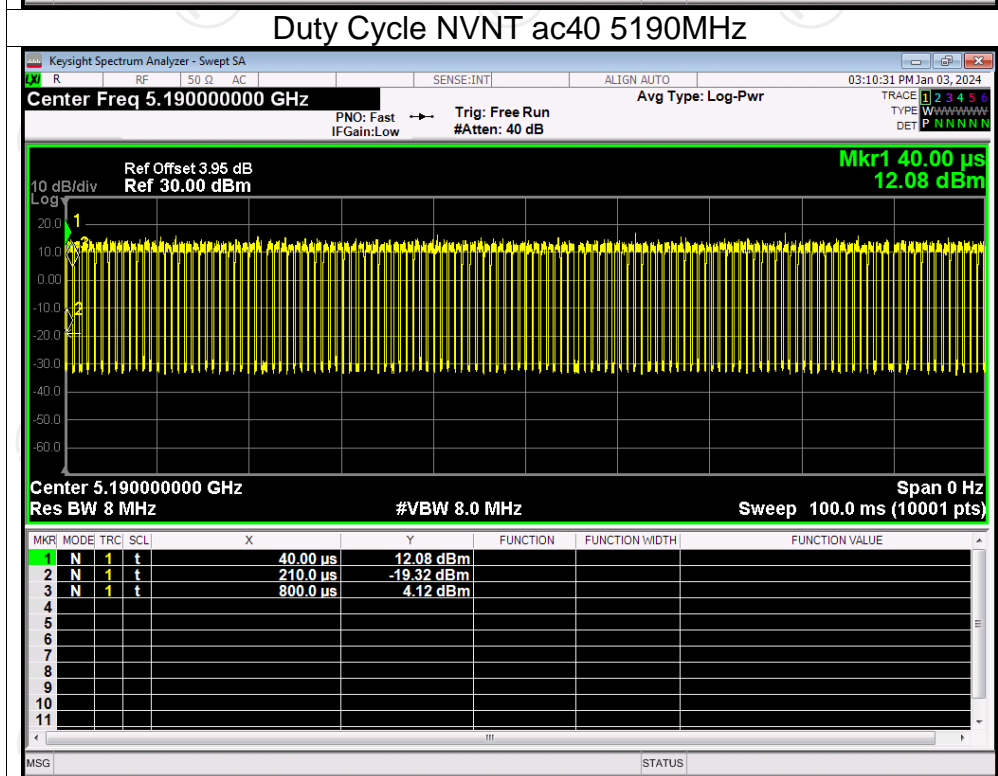 Duty Cycle NVNT ac40 5190MHz
Keysight Spectrum Analyzer - Swept SA
LXI R RF 50 Ω AC SENSE:INT ALIGN AUTO 03:10:31 PM Jan 03, 2024
Center Freq 5.190000000 GHz Avg Type: Log-Pwr TRACE 1 2 3 4 5 6
PNO: Fast Trig: Free Run TYPE WWWWWW
IFGain:Low #Atten: 40 dB DET P N N N N N
Ref Offset 3.95 dB Mkr1 40.00 µs
10 dB/div Ref 30.00 dBm 12.08 dBm
Log
20.0 1
10.0 3
0.00
-10.0 2
-20.0
-30.0
-40.0
-50.0
-60.0
Center 5.190000000 GHz Span 0 Hz
Res BW 8 MHz #VBW 8.0 MHz Sweep 100.0 ms (10001 pts)
MKR MODE TRC SCL X Y FUNCTION FUNCTION WIDTH FUNCTION VALUE
1 N 1 t 40.00 µs 12.08 dBm
2 N 1 t 210.0 µs -19.32 dBm
3 N 1 t 800.0 µs 4.12 dBm
4
5
6
7
8
9
10
11
MSG STATUS